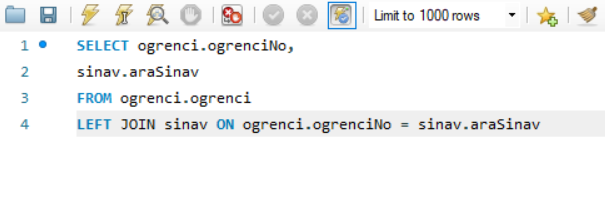 Limit to 1000 rows
1 SELECT ogrenci.ogrenciNo,
2 sinav.araSinav
3 FROM ogrenci.ogrenci
4 LEFT JOIN sinav ON ogrenci.ogrenciNo = sinav.araSinav